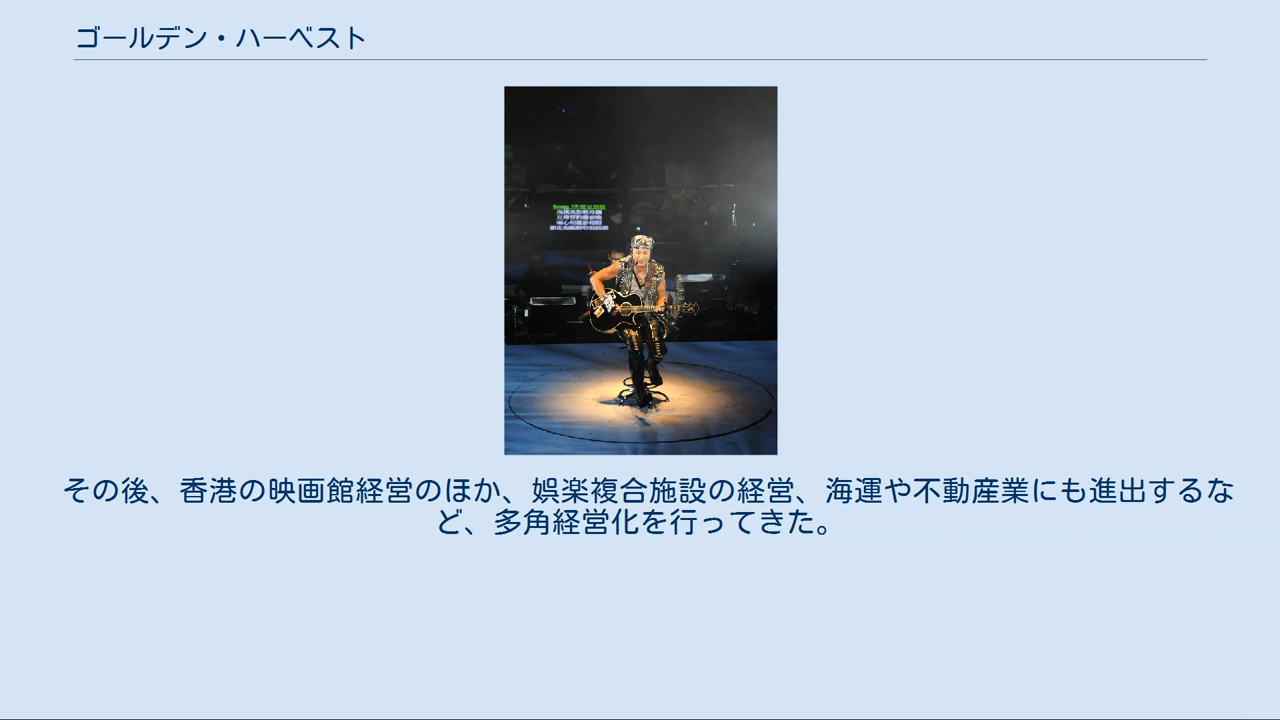 ゴールデン・ハーベスト
その後、香港の映画館経営のほか、娯楽複合施設の経営、海運や不動産業にも進出するな
ど、多角経営化を行ってきた。